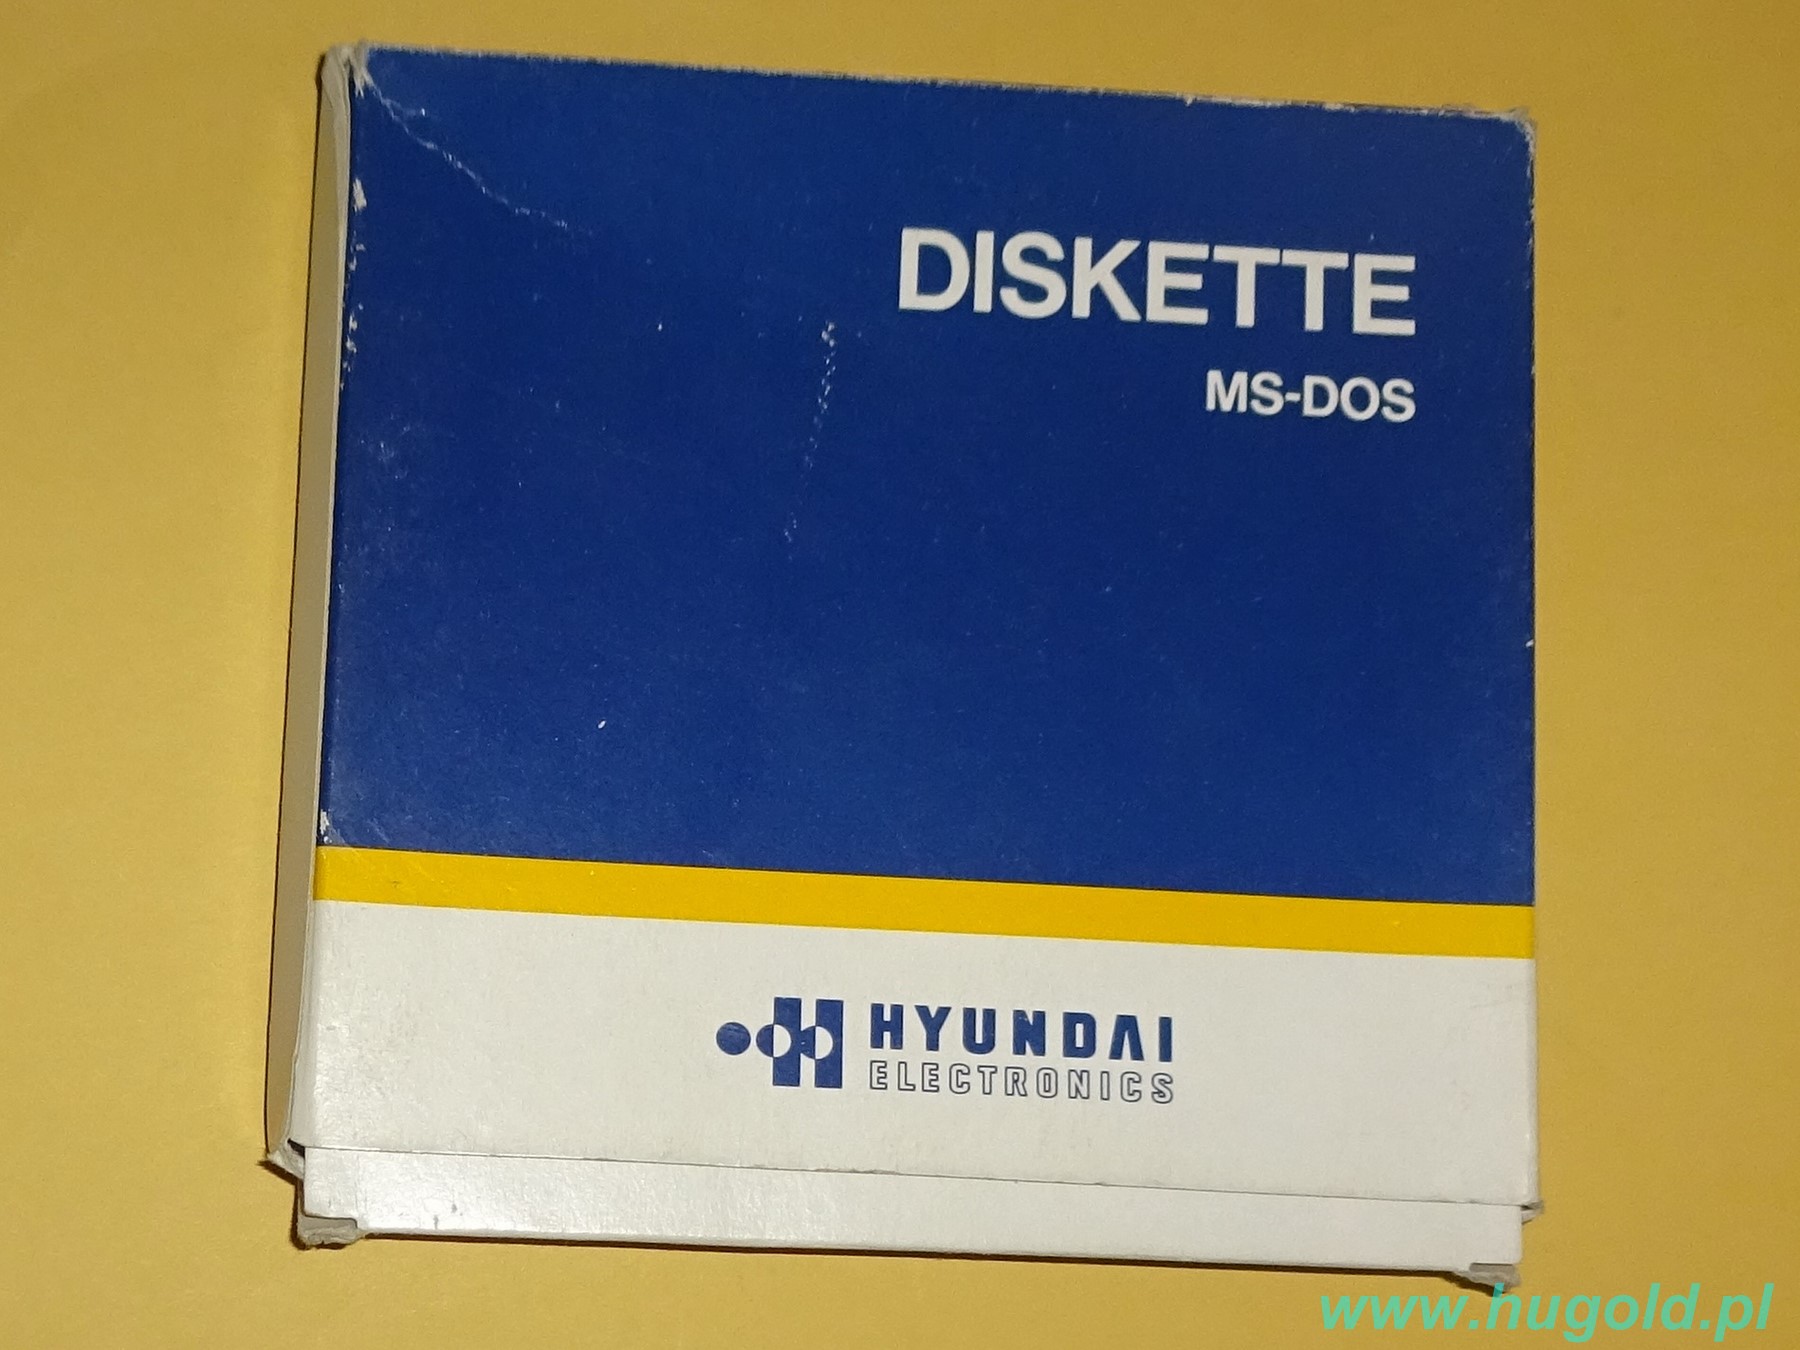 DISKETTE
MS-DOS
HYUNDAI
ELECTRONICS
www.hugold.pl